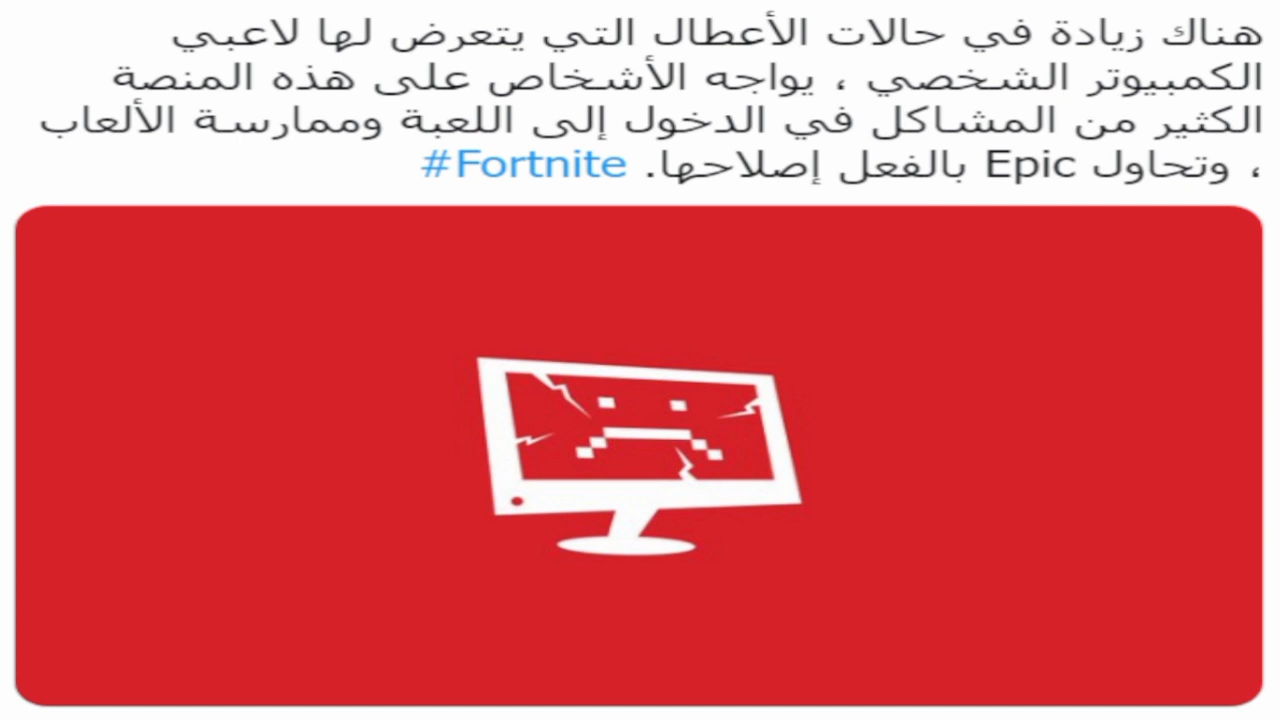 هناك زيادة في حالات الأعطال التي يتعرض لها لاعبي
الكمبيوتر الشخصي ، يواجه الأشخاص على هذه المنصة
الكثير من المشاكل في الدخول إلى اللعبة وممارسة الألعاب
، وتحاول Epic بالفعل إصلاحها. #Fortnite